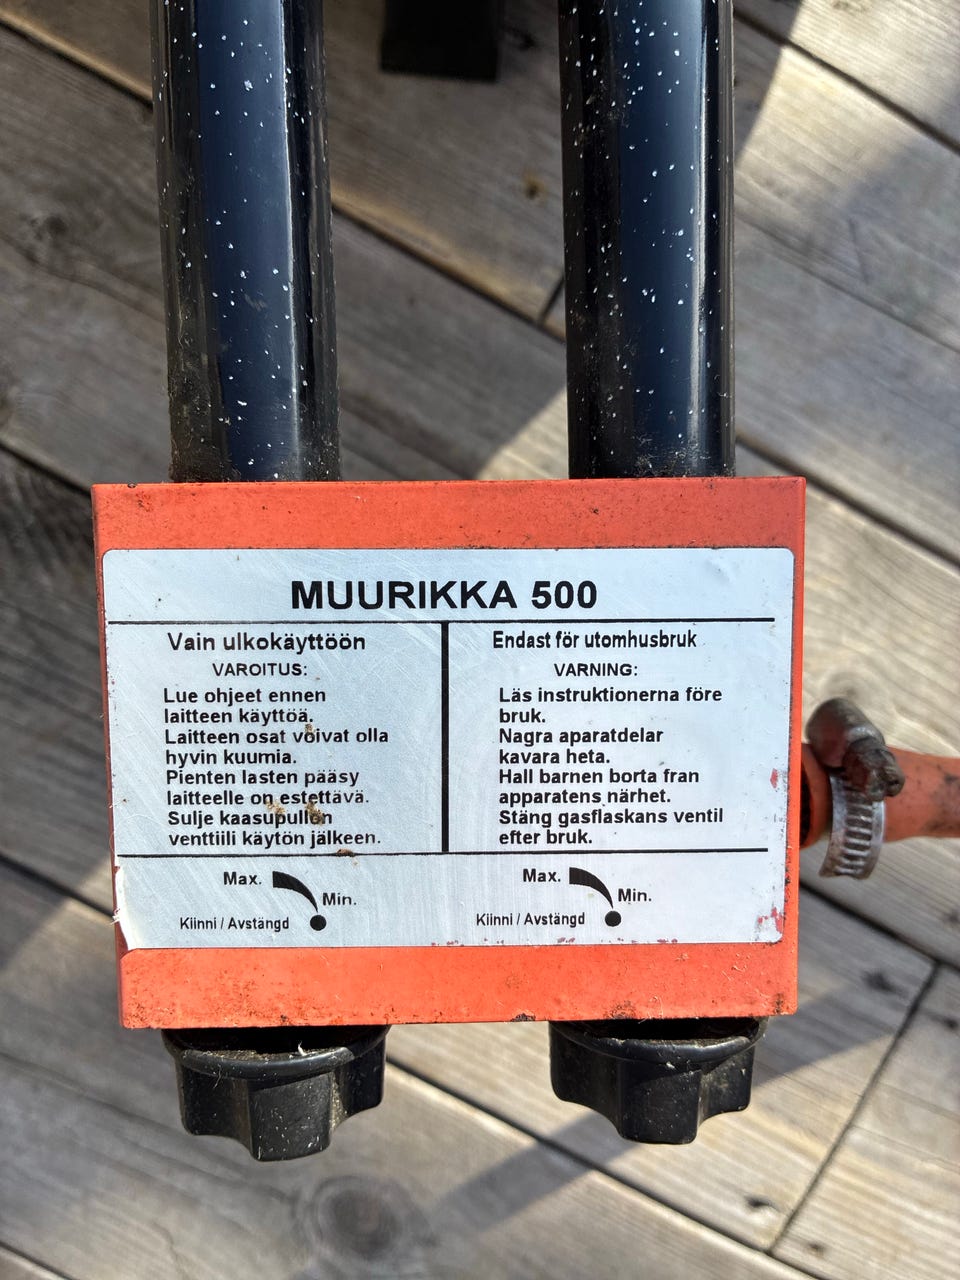 MUURIKKA 500
Vain ulkokäyttöön
VAROITUS:
Lue ohjeet ennen
laitteen käyttöä.
Laitteen osat voivat olla
hyvin kuumia.
Pienten lasten pääsy
laitteelle on estettävä.
Sulje kaasupullon
venttiili käytön jälkeen.
Endast för utomhusbruk
VARNING:
Läs instruktionerna före
bruk.
Nagra aparatdelar
kavara heta.
Hall barnen borta fran
apparatens närhet.
Stäng gasflaskans ventil
efter bruk.
Max.
Min.
Kiinni / Avstängd
Max.
Min.
Kiinni / Avstängd